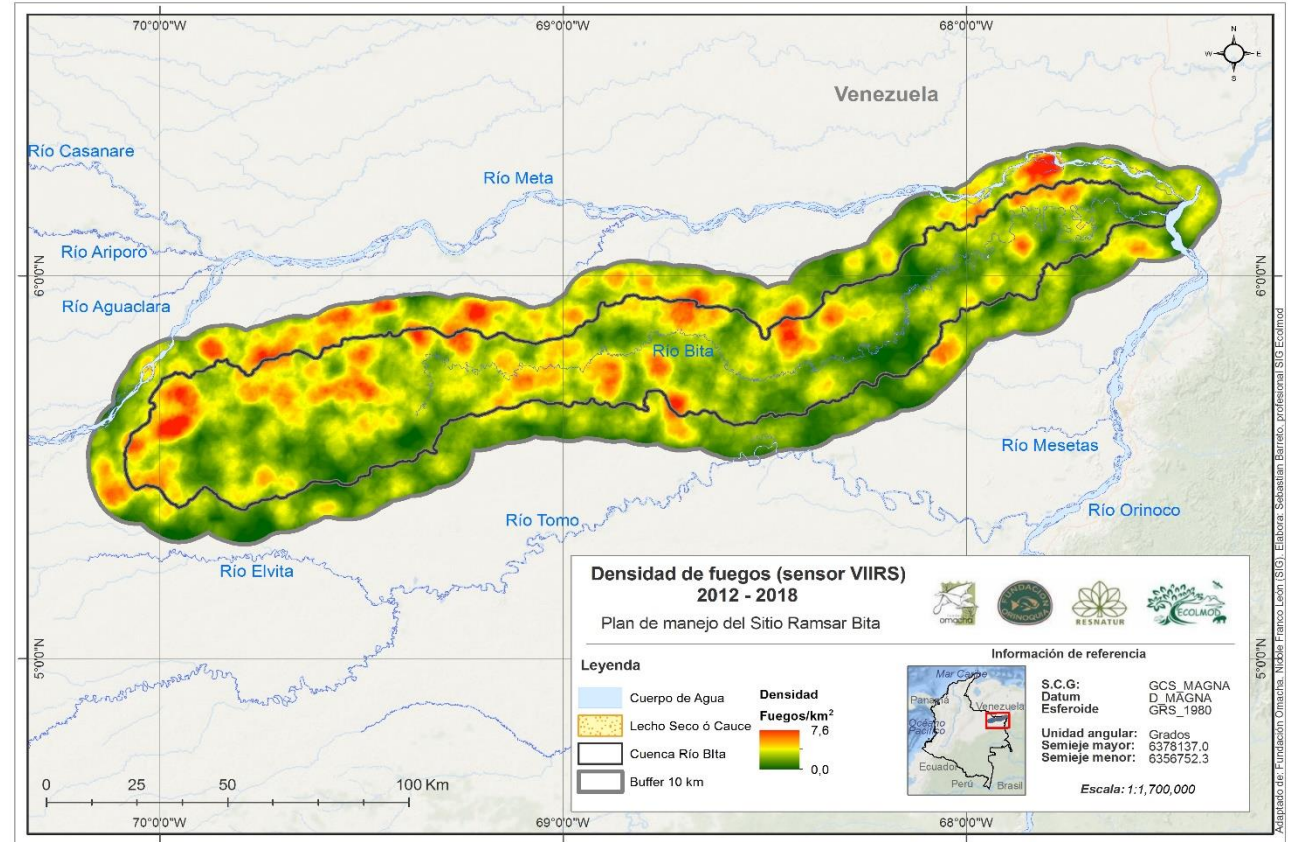 70°0'0"W
69°0'0"W
68°0'0"W
N
W
E
S
Venezuela
Río Casanare
Río Meta
Río Ariporo
6°0'0"N
6°0'0"N
Río Aguaclara
Río Bita
Río Mesetas
Río Tomo
Río Orinoco
Río Elvita
5°0'0"N
5°0'0"N
0 25 50 100 Km
70°0'0"W
69°0'0"W
68°0'0"W
Densidad de fuegos (sensor VIIRS)
2012 - 2018
Plan de manejo del Sitio Ramsar Bita
omacha
FUNDACIÓN
ORINOQUIA
RESNATUR
ECOLMOD
Leyenda
Cuerpo de Agua
Lecho Seco ó Cauce
Cuenca Río BIta
Buffer 10 km
Densidad
Fuegos/km²
7,6
0,0
Información de referencia
Mar Caribe
Panamá
Venezuela
Océano
Pacífico
Ecuador
Perú
Brasil
S.C.G: GCS_MAGNA
Datum D_MAGNA
Esferoide GRS_1980
Unidad angular: Grados
Semieje mayor: 6378137.0
Semieje menor: 6356752.3
Escala: 1:1,700,000
Adaptado de: Fundación Omacha. Nicole Franco León (SIG). Elabora: Sebastian Barreto. profesional SIG Ecolmod